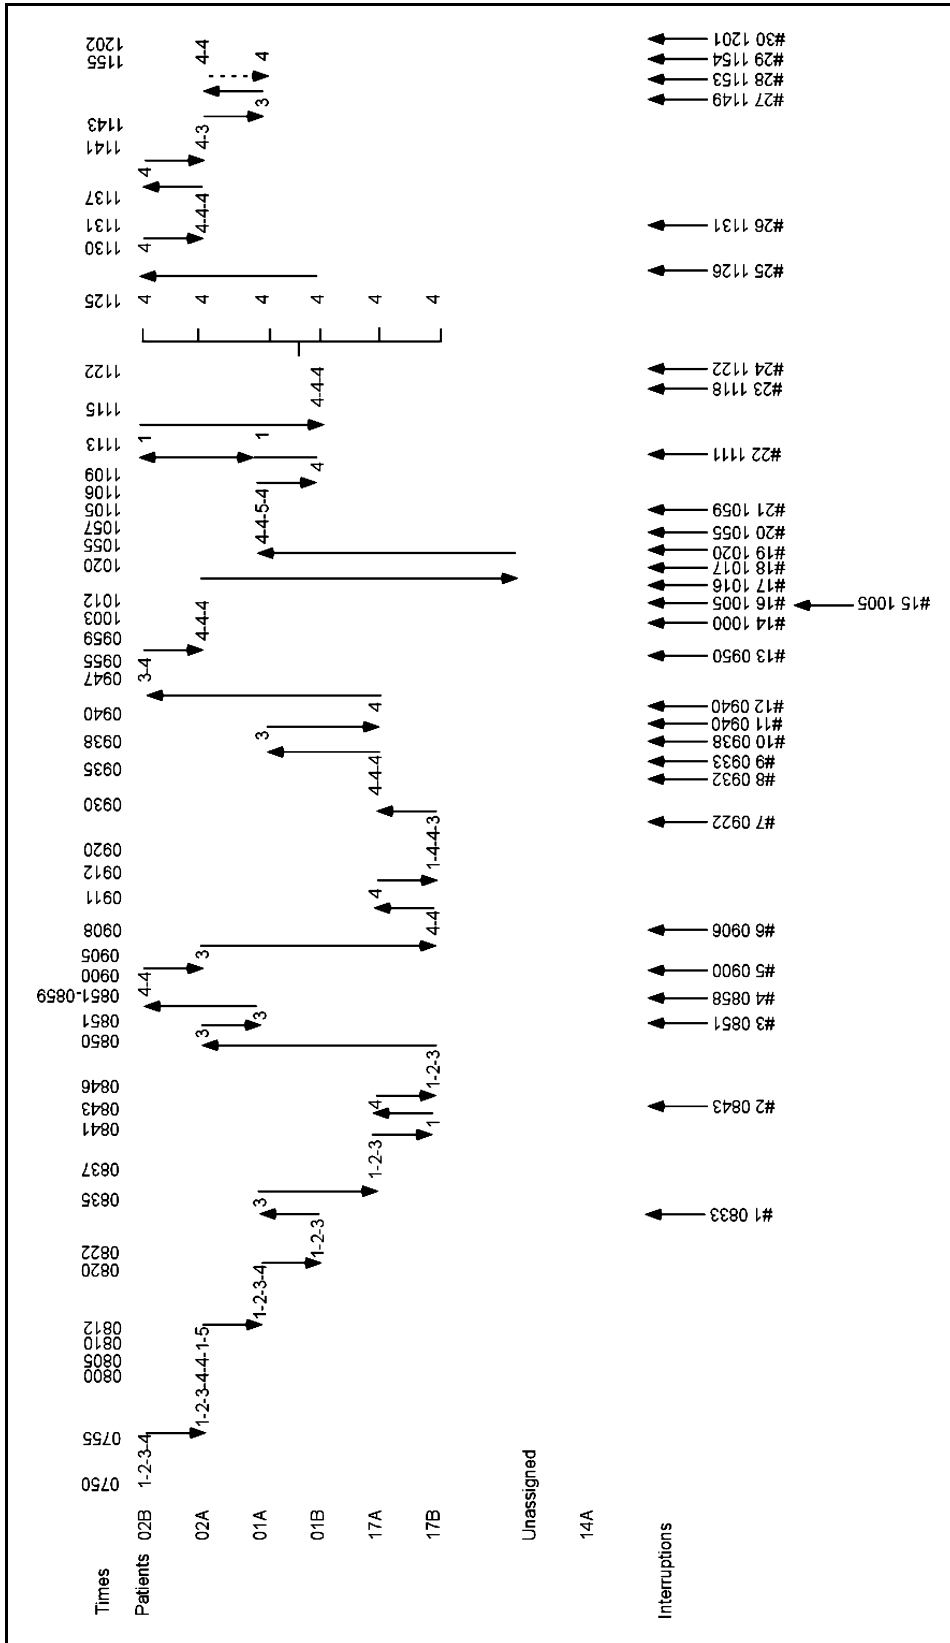 Times 0750 0755 0800 0805 0810 0812 0820 0822 0835 0837 0841 0843 0846 0850 0851 0851-0859 0900 0905 0908 0911 0912 0920 0930 0935 0938 0940 0947 0955 0959 1003 1012 1020 1055 1057 1105 1106 1109 1113 1115 1122 1125 1130 1131 1137 1141 1143 1155 1202
Patients 02B 1-2-3-4 4-4 3-4 1 4 4 4
02A 1-2-3-4-4-1-5 3 3 4-4-4 4 4-4-4 4-3 4-4
01A 1-2-3-4 3 3 3 4-4-5-4 1 4 3 4
01B 1-2-3 4 4-4-4 4
17A 1-2-3 4 4 4-4-4 4 4
17B 1 1-2-3 4-4 1-4-4-3 4
Unassigned
14A
Interruptions #1 0833 #2 0843 #3 0851 #4 0858 #5 0900 #6 0906 #7 0922 #8 0932 #9 0933 #10 0938 #11 0940 #12 0940 #13 0950 #14 1000 #16 1005 #17 1016 #18 1017 #19 1020 #20 1055 #21 1059 #22 1111 #23 1118 #24 1122 #25 1126 #26 1131 #27 1149 #28 1153 #29 1154 #30 1201
#15 1005